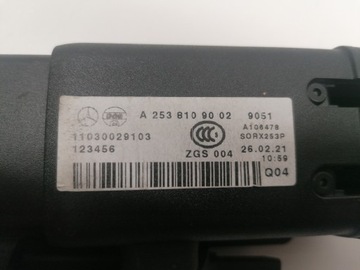 A 253 810 90 02 9051
A106478
11030029103 SORX253P
123456 ZGS 004 26.02.21
10:59
Q04